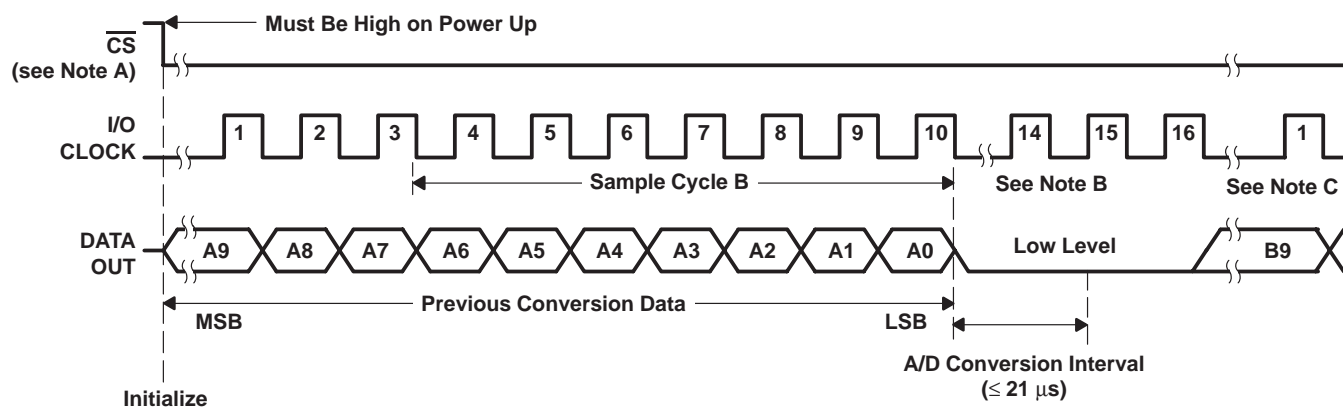 Must Be High on Power Up
CS
(see Note A)
I/O
CLOCK
1 2 3 4 5 6 7 8 9 10 14 15 16 1
Sample Cycle B
See Note B
See Note C
DATA
OUT
A9 A8 A7 A6 A5 A4 A3 A2 A1 A0
Low Level
B9
Previous Conversion Data
MSB
LSB
A/D Conversion Interval
(≤ 21 μs)
Initialize